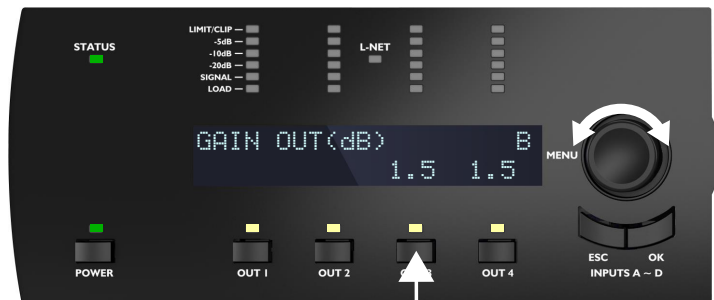 LIMIT/CLIP
-5dB
-10dB
-20dB
SIGNAL
LOAD
STATUS
L-NET
GAIN OUT(dB) B
1.5 1.5
MENU
ESC OK
INPUTS A ~ D
POWER
OUT 1
OUT 2
OUT 4